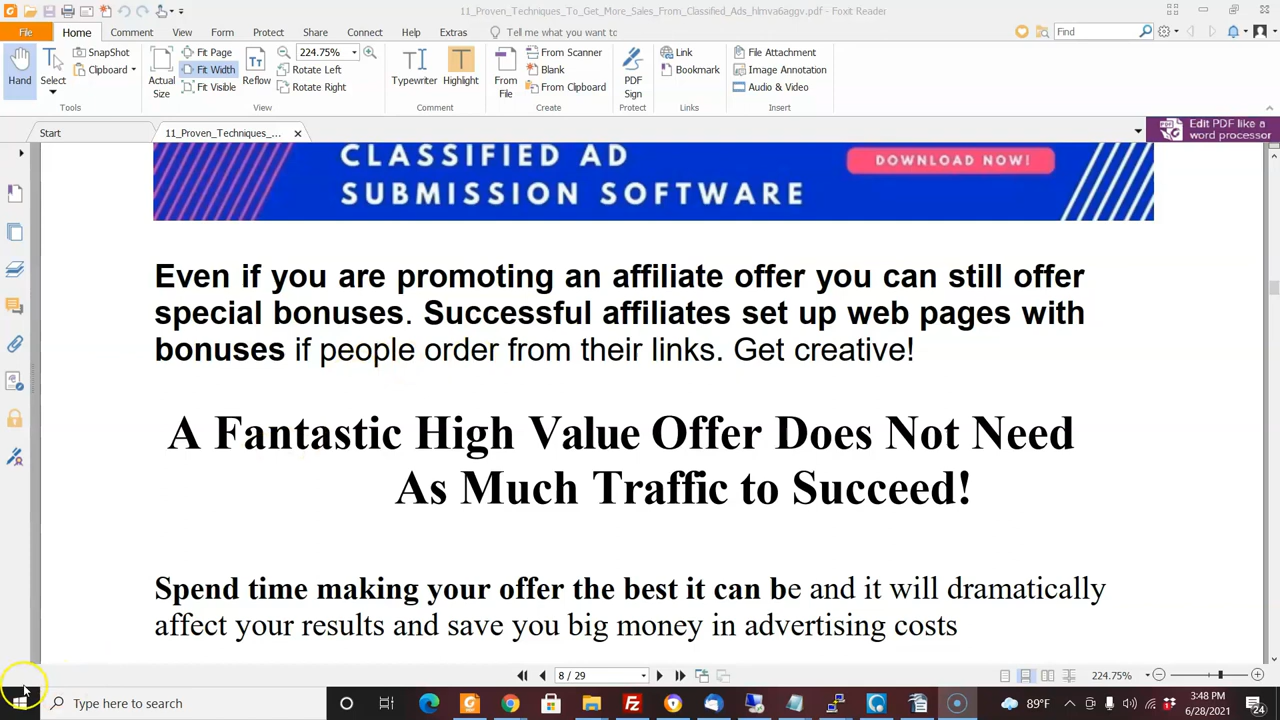 11_Proven_Techniques_To_Get_More_Sales_From_Classified_Ads_hlmva6aggv.pdf - Foxit Reader
File Home Comment View Form Protect Share Connect Help Extras Tell me what you want to do Find
Hand
Select
SnapShot
Clipboard
Tools
Actual Size
Fit Page
Fit Width
Fit Visible
Reflow
224.75%
Rotate Left
Rotate Right
View
Typewriter
Highlight
Comment
From File
From Scanner
Blank
From Clipboard
Create
PDF Sign
Protect
Link
Bookmark
Links
File Attachment
Image Annotation
Audio & Video
Insert
Start 11_Proven_Techniques_...
Edit PDF like a
word processor
CLASSIFIED AD
SUBMISSION SOFTWARE
DOWNLOAD NOW!
Even if you are promoting an affiliate offer you can still offer
special bonuses. Successful affiliates set up web pages with
bonuses if people order from their links. Get creative!
A Fantastic High Value Offer Does Not Need
As Much Traffic to Succeed!
Spend time making your offer the best it can be and it will dramatically
affect your results and save you big money in advertising costs
8 / 29
224.75%
Type here to search
89°F
3:48 PM
6/28/2021
24